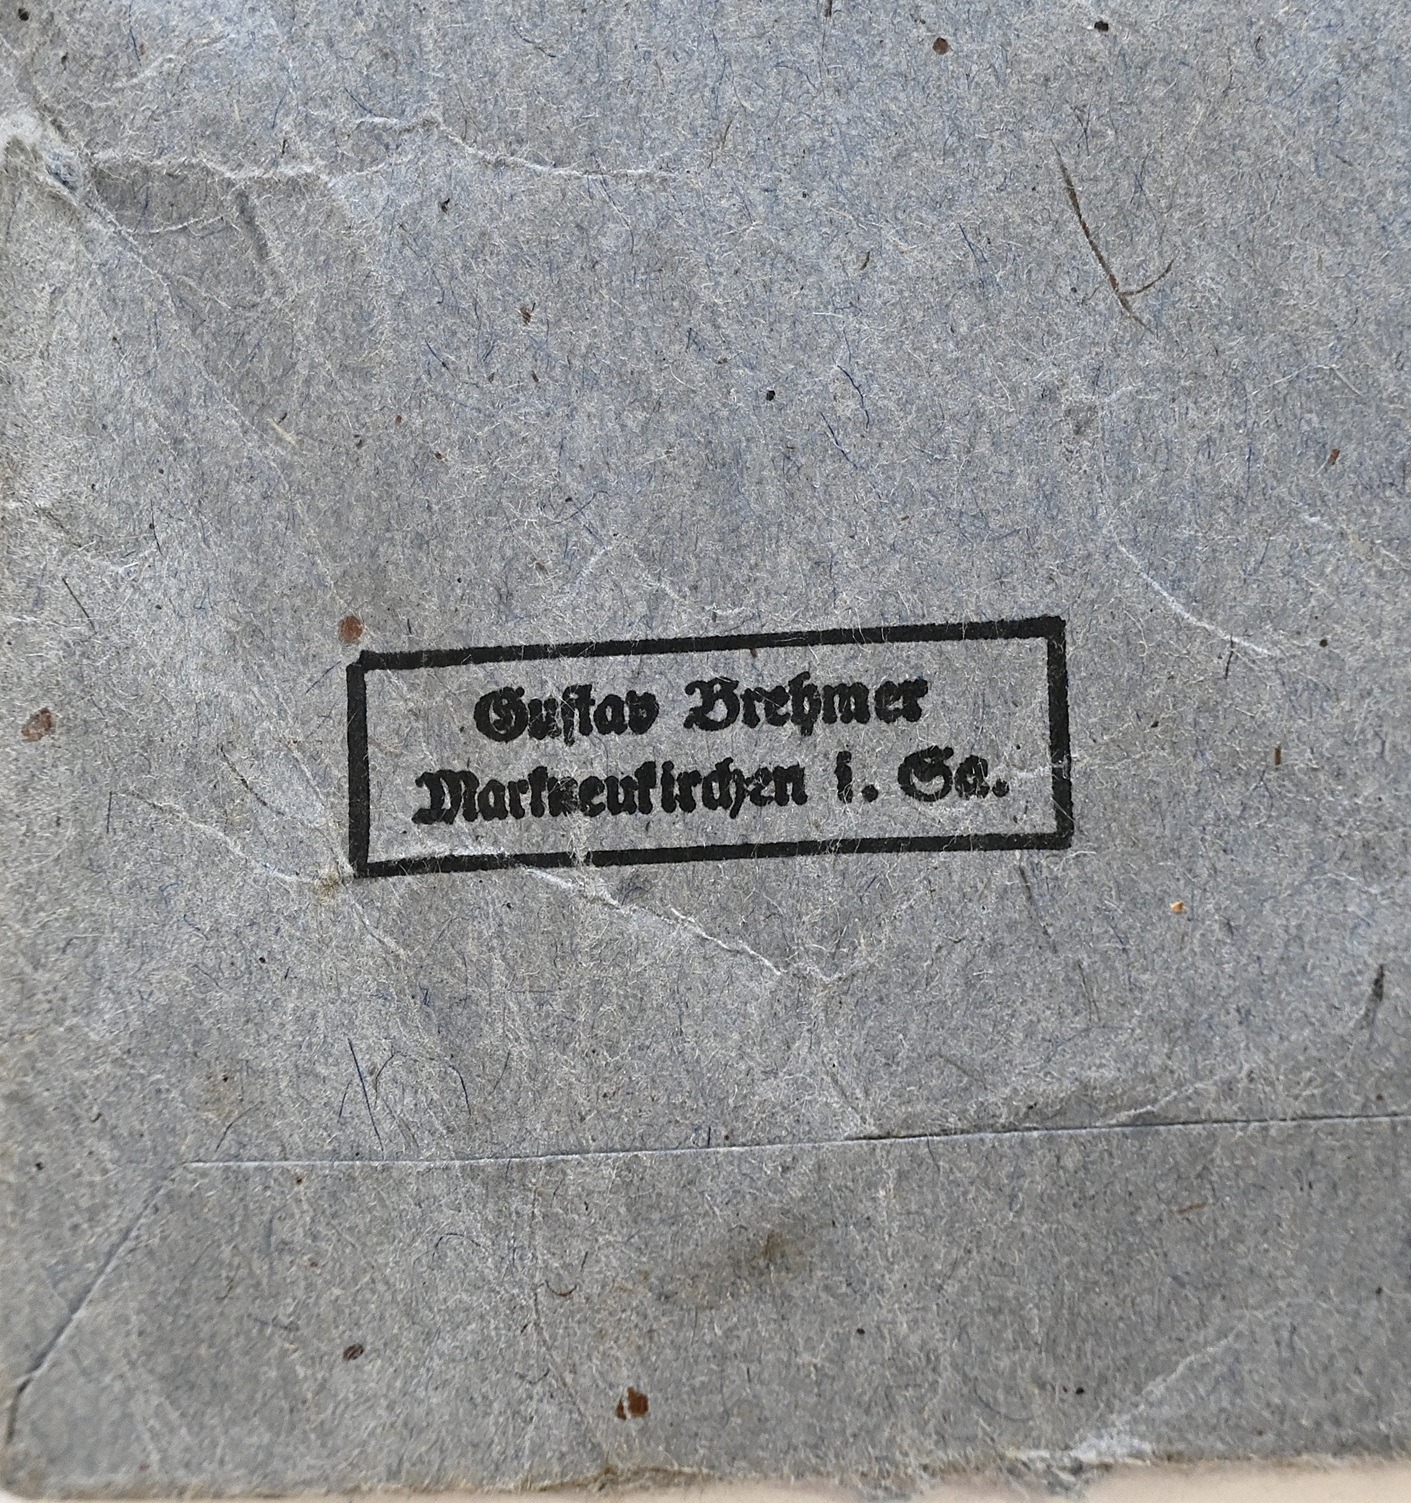 Gustav Brehmer
Markneukirchen i. Sa.